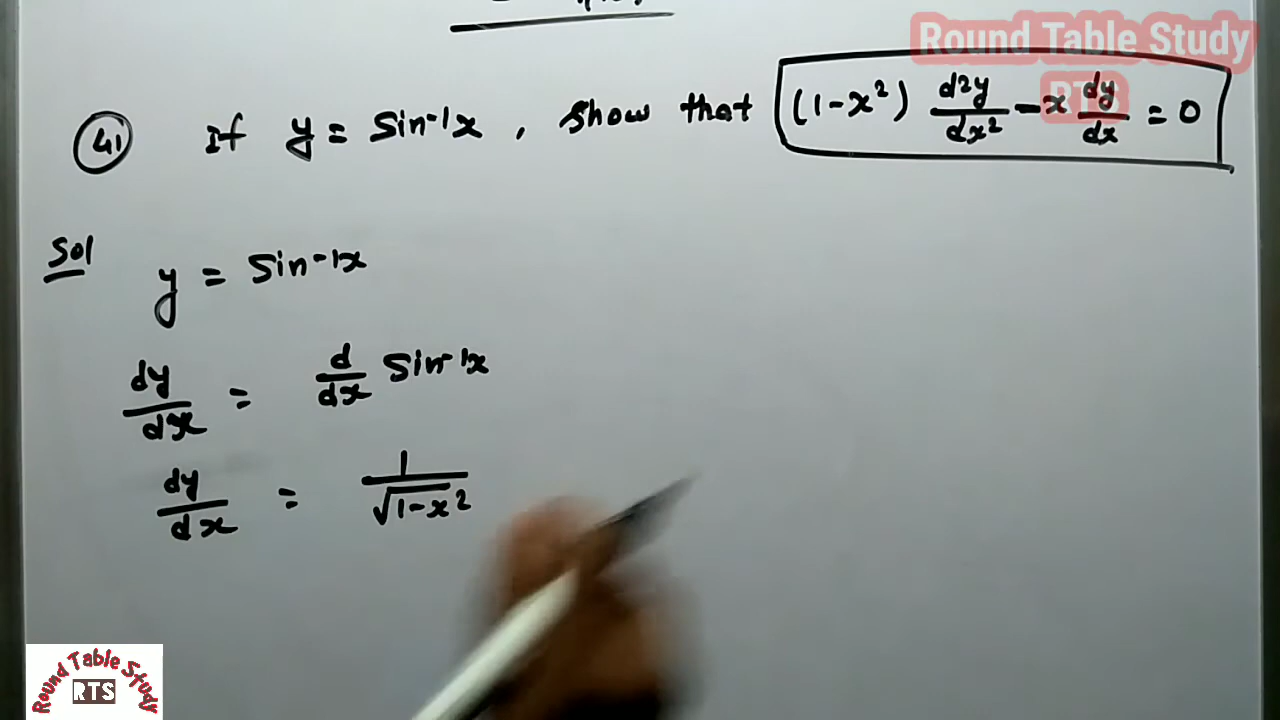 Round Table Study
RTS
41 If y = Sin⁻¹x , show that (1-x²) d²y/dx² - x dy/dx = 0
Sol y = Sin⁻¹x
dy/dx = d/dx Sin⁻¹x
dy/dx = 1/√1-x²
Round Table Study
RTS